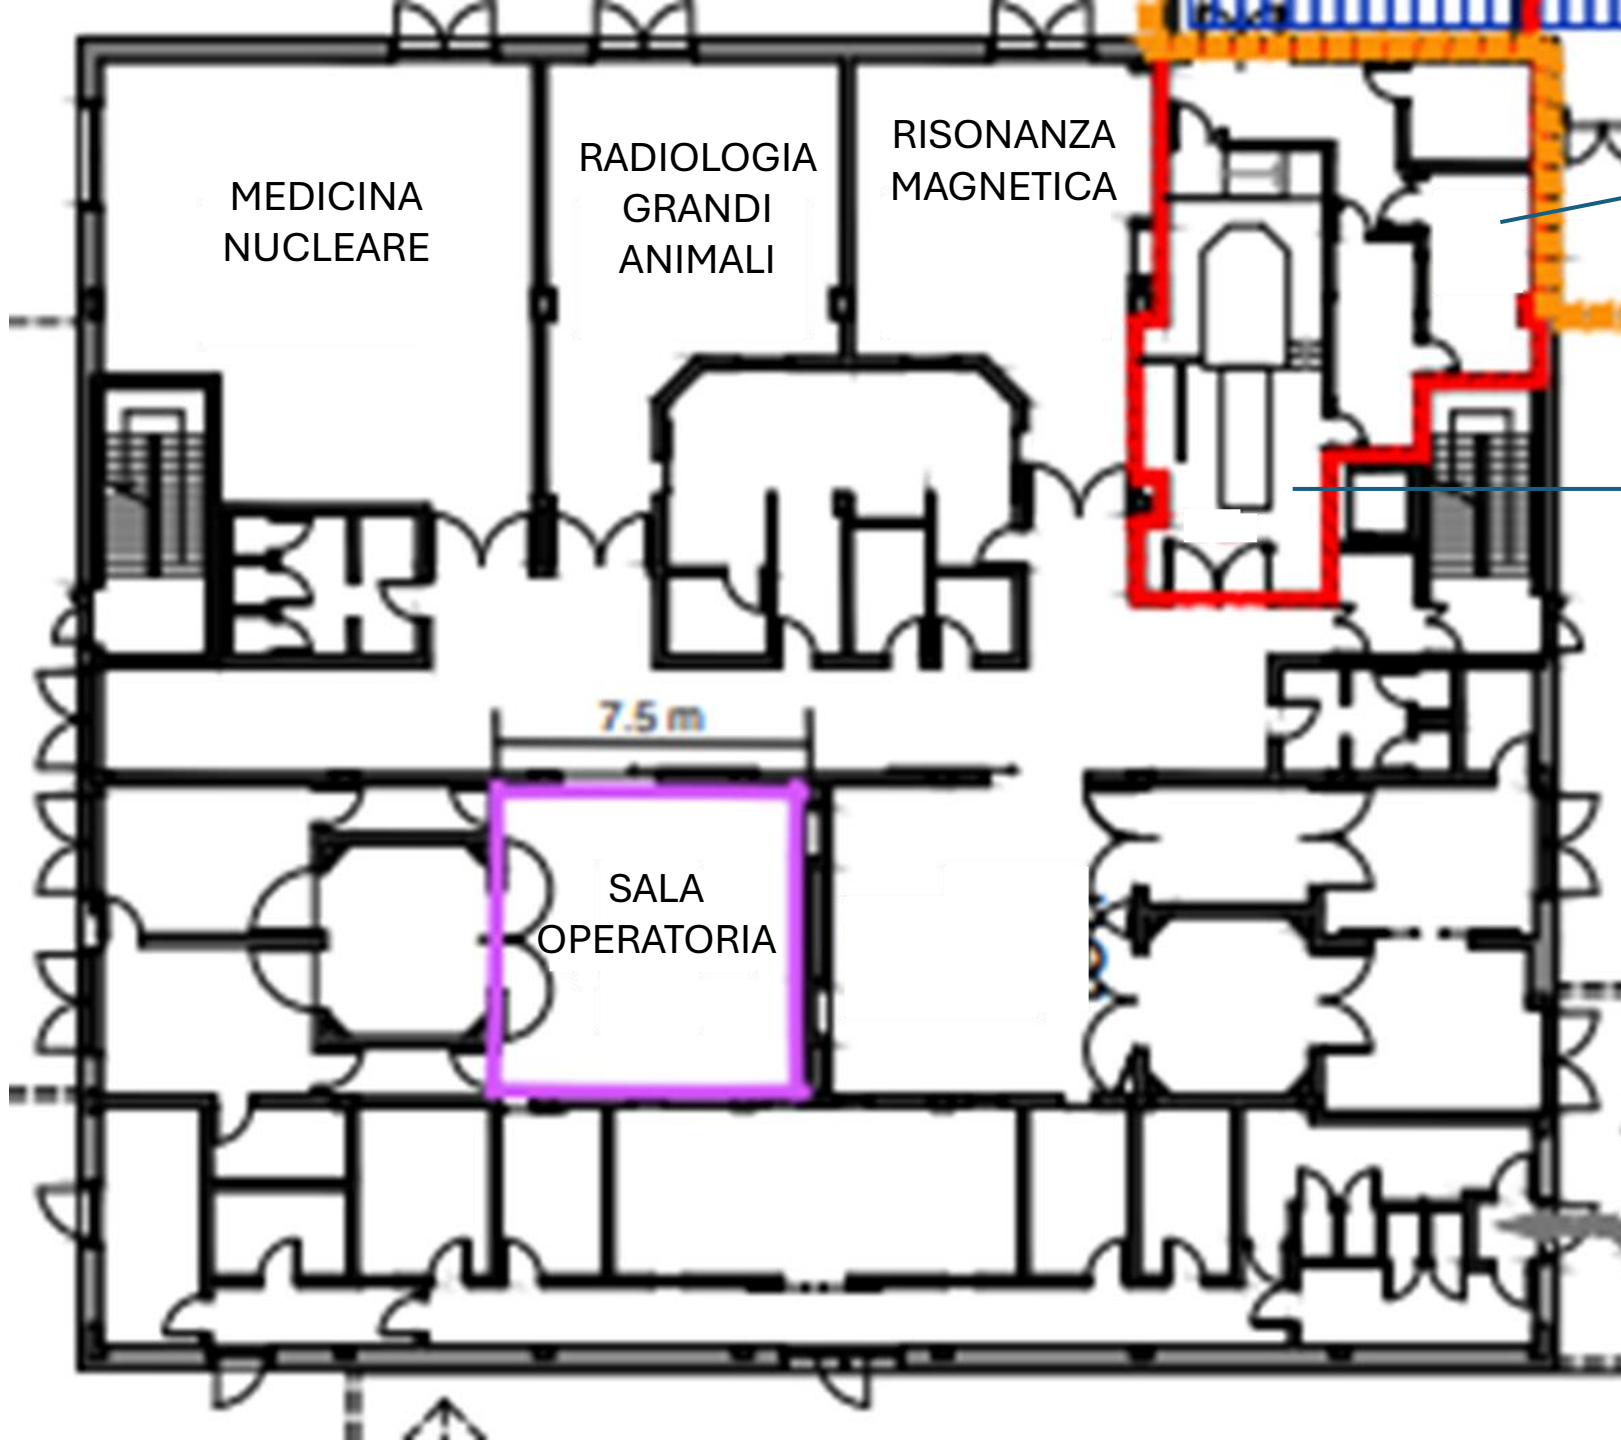 MEDICINA
NUCLEARE
RADIOLOGIA
GRANDI
ANIMALI
RISONANZA
MAGNETICA
7.5 m
SALA
OPERATORIA